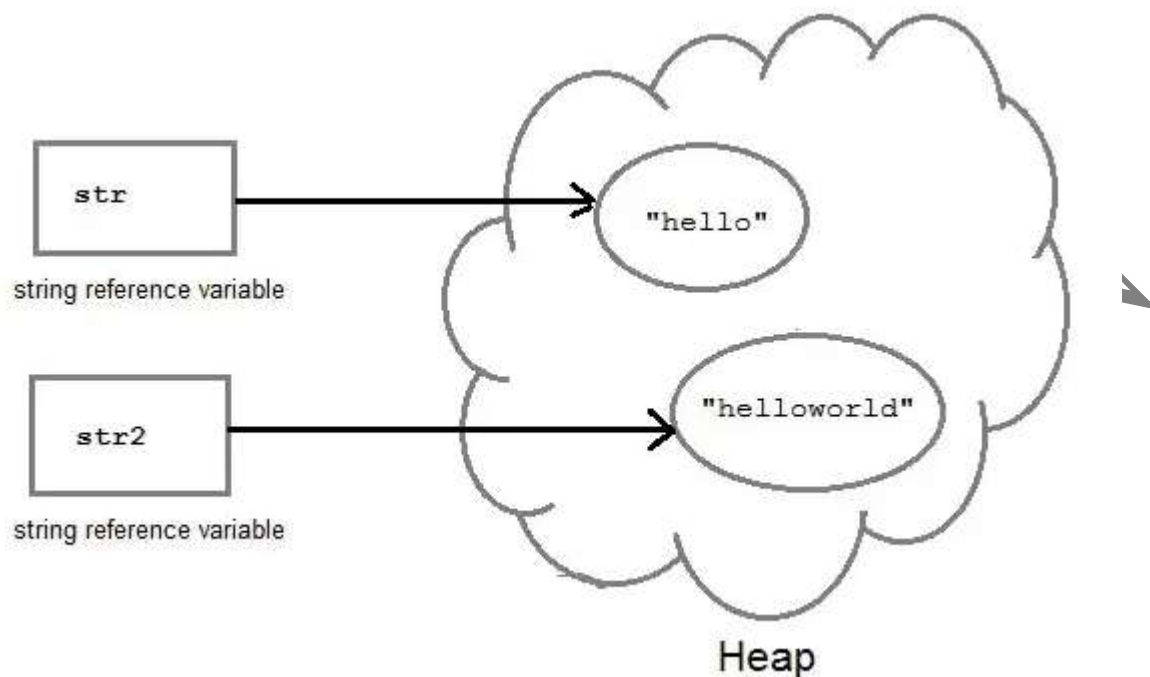 str
"hello"
string reference variable
str2
"helloworld"
string reference variable
Heap